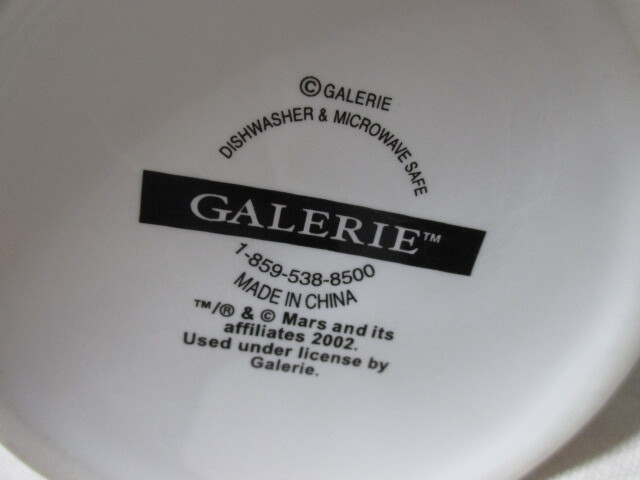 © GALERIE
DISHWASHER & MICROWAVE SAFE
GALERIE™
1-859-538-8500
MADE IN CHINA
™/® & © Mars and its
affiliates 2002.
Used under license by
Galerie.